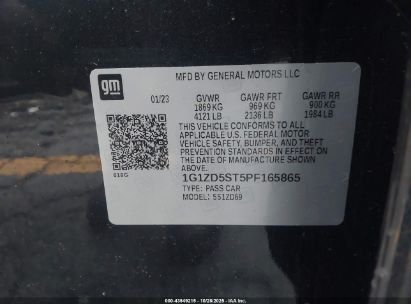 gm
MFD BY GENERAL MOTORS LLC
01/23 GVWR GAWR FRT GAWR RR
1869 KG 969 KG 900 KG
4121 LB 2136 LB 1984 LB
THIS VEHICLE CONFORMS TO ALL
APPLICABLE U.S. FEDERAL MOTOR
VEHICLE SAFETY, BUMPER, AND THEFT
PREVENTION STANDARDS IN EFFECT ON
THE DATE OF MANUFACTURE SHOWN
ABOVE.
1G1ZD5ST5PF165865
TYPE: PASS CAR
MODEL: SS1ZD69